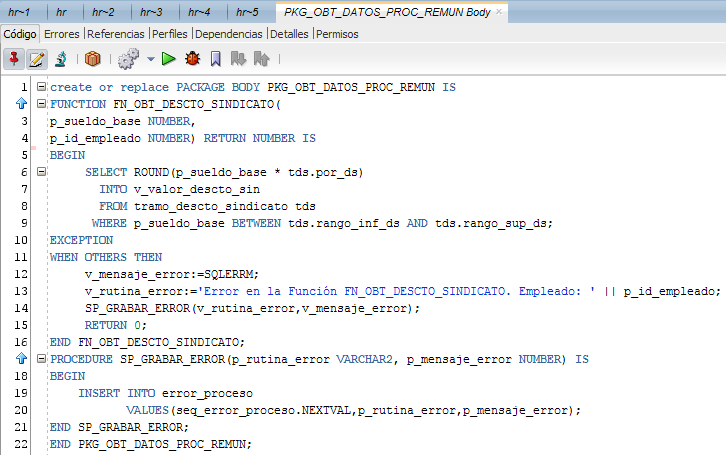 hr~1 hr hr~2 hr~3 hr~4 hr~5 PKG_OBT_DATOS_PROC_REMUN Body
Código Errores Referencias Perfiles Dependencias Detalles Permisos
1 create or replace PACKAGE BODY PKG_OBT_DATOS_PROC_REMUN IS
FUNCTION FN_OBT_DESCTO_SINDICATO(
3 p_sueldo_base NUMBER,
4 p_id_empleado NUMBER) RETURN NUMBER IS
5 BEGIN
6 SELECT ROUND(p_sueldo_base * tds.por_ds)
7 INTO v_valor_descto_sin
8 FROM tramo_descto_sindicato tds
9 WHERE p_sueldo_base BETWEEN tds.rango_inf_ds AND tds.rango_sup_ds;
10 EXCEPTION
11 WHEN OTHERS THEN
12 v_mensaje_error:=SQLERRM;
13 v_rutina_error:='Error en la Función FN_OBT_DESCTO_SINDICATO. Empleado: ' || p_id_empleado;
14 SP_GRABAR_ERROR(v_rutina_error,v_mensaje_error);
15 RETURN 0;
16 END FN_OBT_DESCTO_SINDICATO;
PROCEDURE SP_GRABAR_ERROR(p_rutina_error VARCHAR2, p_mensaje_error NUMBER) IS
18 BEGIN
19 INSERT INTO error_proceso
20 VALUES(seq_error_proceso.NEXTVAL,p_rutina_error,p_mensaje_error);
21 END SP_GRABAR_ERROR;
22 END PKG_OBT_DATOS_PROC_REMUN;